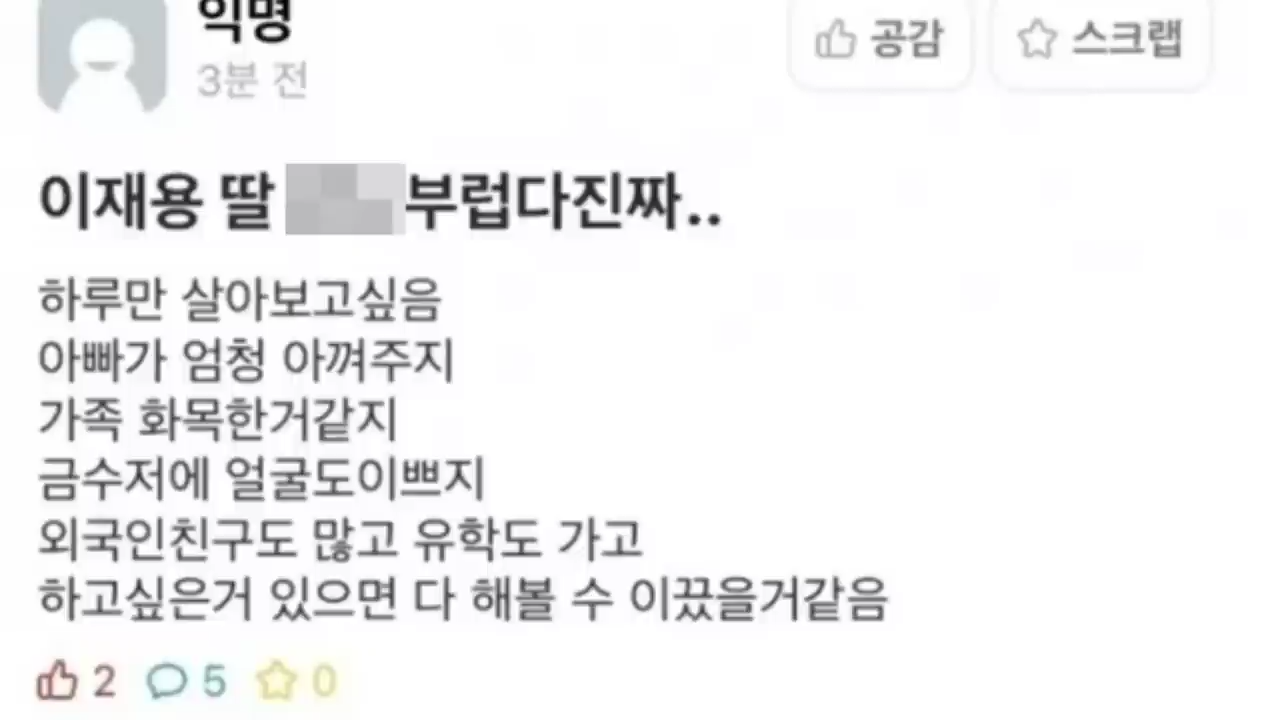 익명
3분 전
공감
스크랩
이재용 딸 부럽다진짜..
하루만 살아보고싶음
아빠가 엄청 아껴주지
가족 화목한거같지
금수저에 얼굴도이쁘지
외국인친구도 많고 유학도 가고
하고싶은거 있으면 다 해볼 수 이끘을거같음
2 5 0